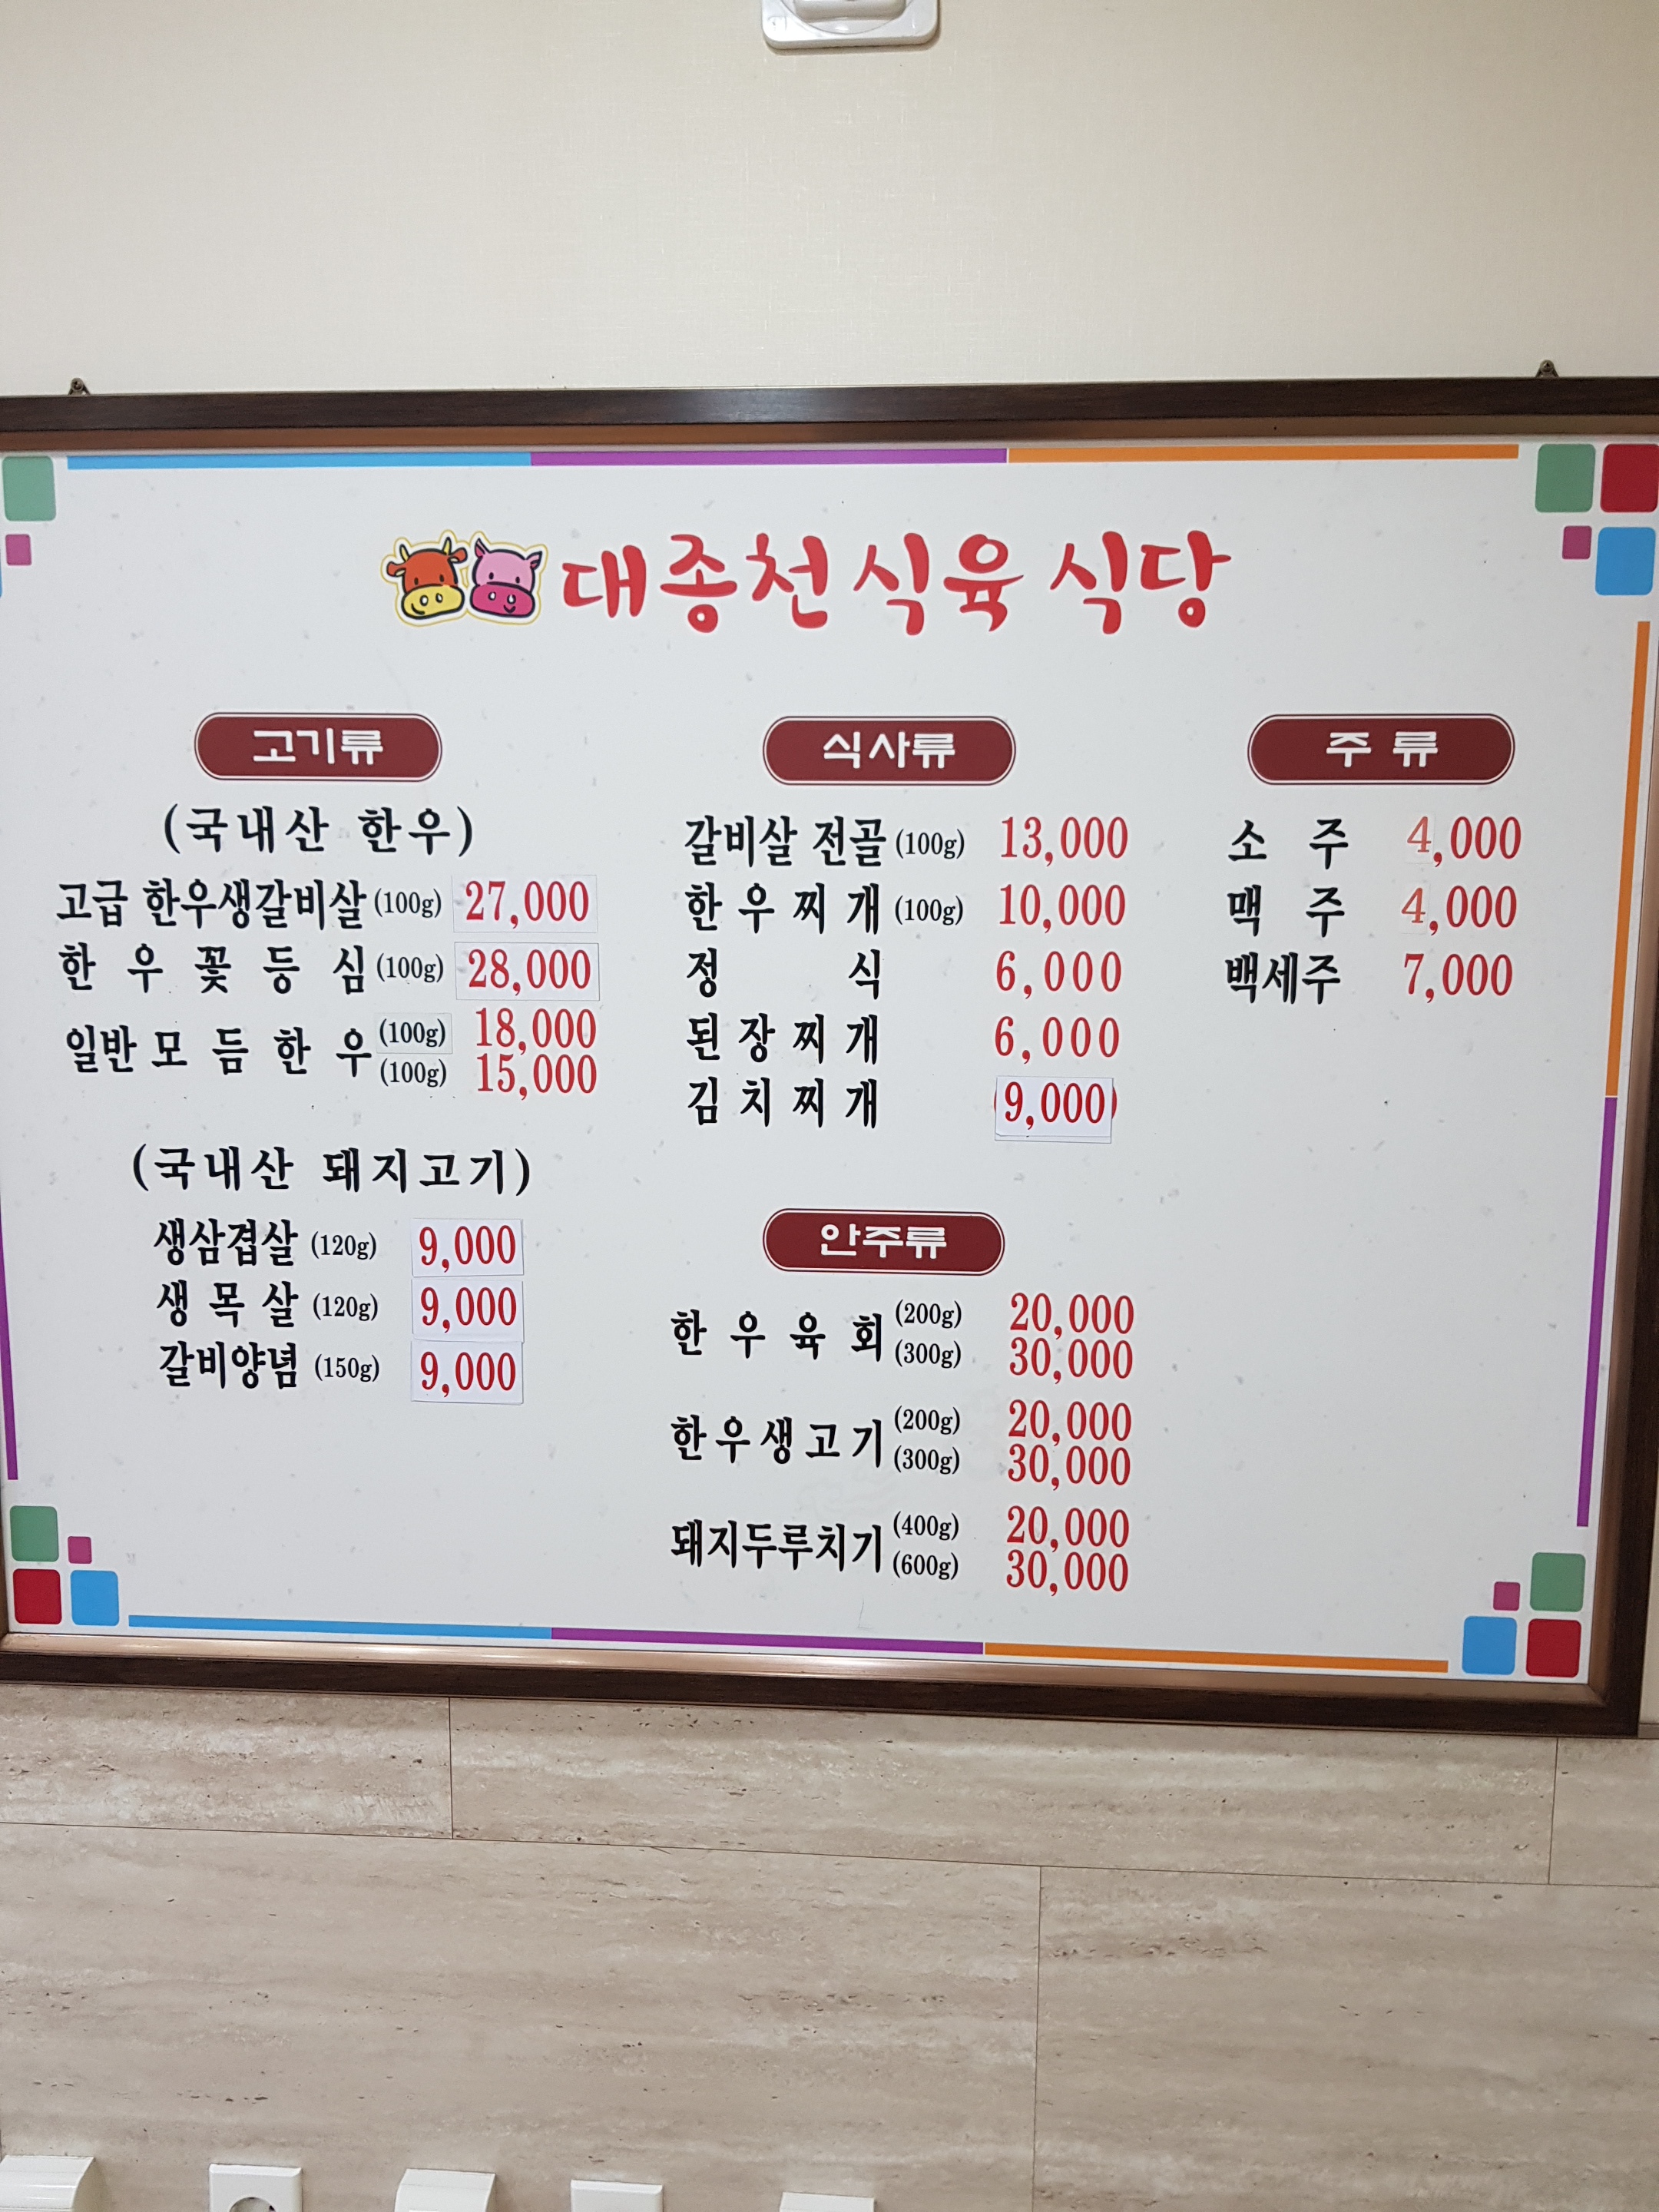 대종천식육식당
고기류
(국내산 한우)
고급 한우생갈비살 (100g) 27,000
한우꽃등심 (100g) 28,000
일반모듬한우 (100g) 18,000
(100g) 15,000
(국내산 돼지고기)
생삼겹살 (120g) 9,000
생목살 (120g) 9,000
갈비양념 (150g) 9,000
식사류
갈비살 전골 (100g) 13,000
한우찌개 (100g) 10,000
정식 6,000
된장찌개 6,000
김치찌개 9,000
안주류
한우육회 (200g) 20,000
(300g) 30,000
한우생고기 (200g) 20,000
(300g) 30,000
돼지두루치기 (400g) 20,000
(600g) 30,000
주류
소주 4,000
맥주 4,000
백세주 7,000